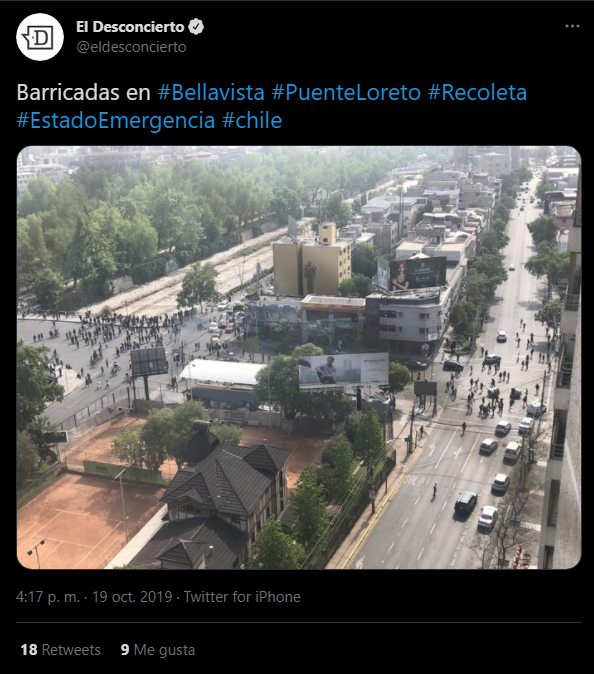 El Desconcierto
@eldesconcierto
Barricadas en #Bellavista #PuenteLoreto #Recoleta
#EstadoEmergencia #chile
4:17 p. m. · 19 oct. 2019 · Twitter for iPhone
18 Retweets 9 Me gusta